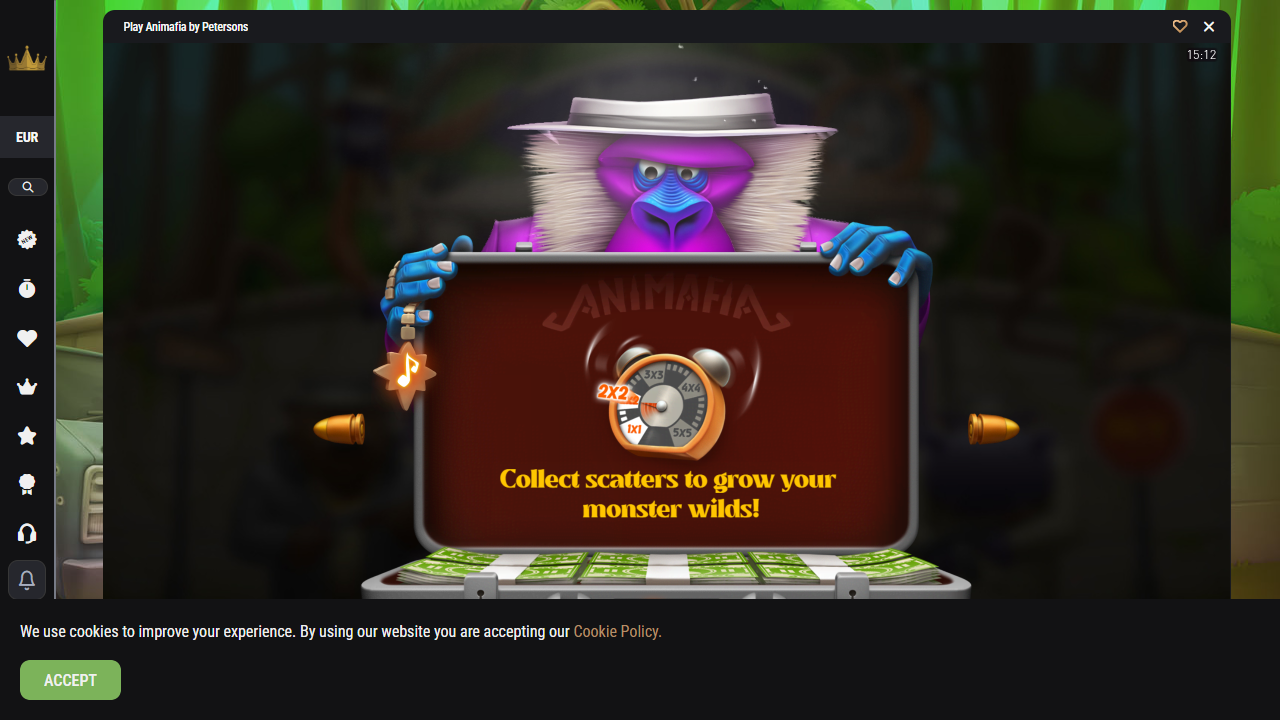 Play Animafia by Petersons
15:12
EUR
NEW
ANIMAFIA
3X3
4X4
2X2
1X1
5X5
Collect scatters to grow your
monster wilds!
We use cookies to improve your experience. By using our website you are accepting our Cookie Policy.
ACCEPT